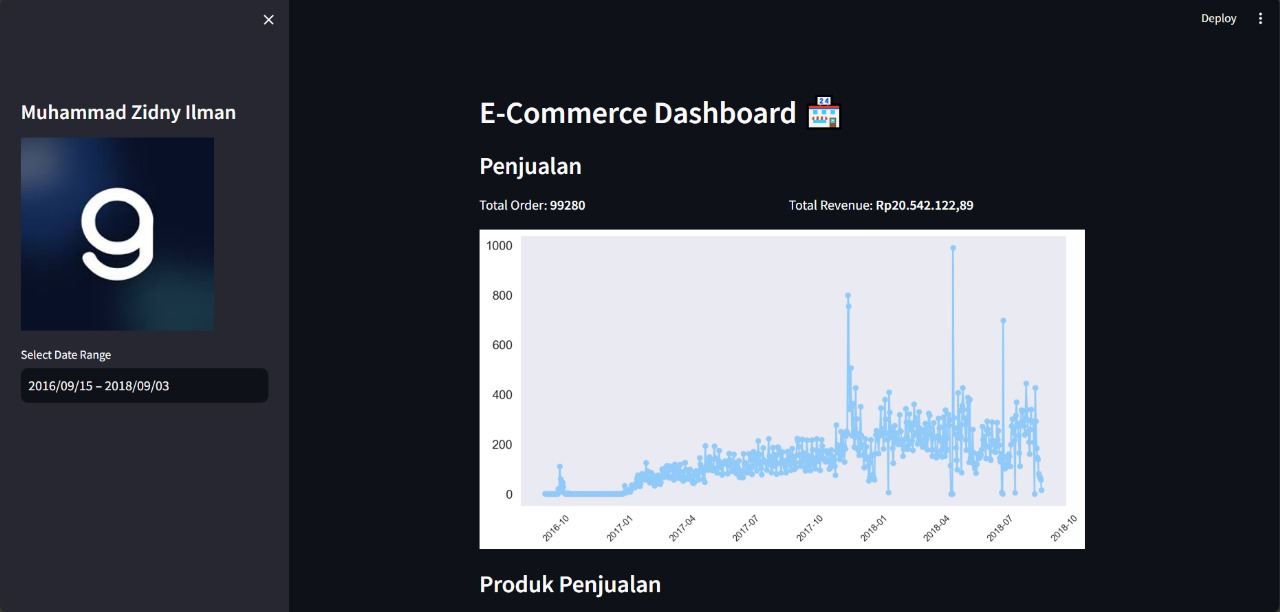 Deploy
Muhammad Zidny Ilman
g
Select Date Range
2016/09/15 – 2018/09/03
E-Commerce Dashboard
24
Penjualan
Total Order: 99280
Total Revenue: Rp20.542.122,89
1000
800
600
400
200
0
2016-10
2017-01
2017-04
2017-07
2017-10
2018-01
2018-04
2018-07
2018-10
Produk Penjualan